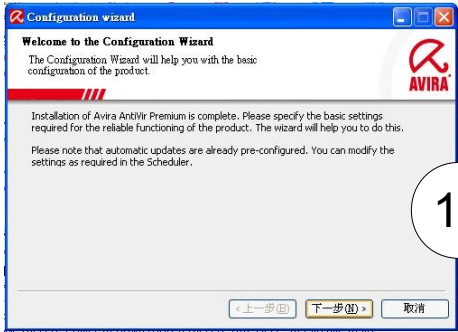 Configuration wizard
Welcome to the Configuration Wizard
The Configuration Wizard will help you with the basic
configuration of the product.
AVIRA
Installation of Avira AntiVir Premium is complete. Please specify the basic settings
required for the reliable functioning of the product. The wizard will help you to do this.
Please note that automatic updates are already pre-configured. You can modify the
settings as required in the Scheduler.
1
<上一步(B) 下一步(N)> 取消